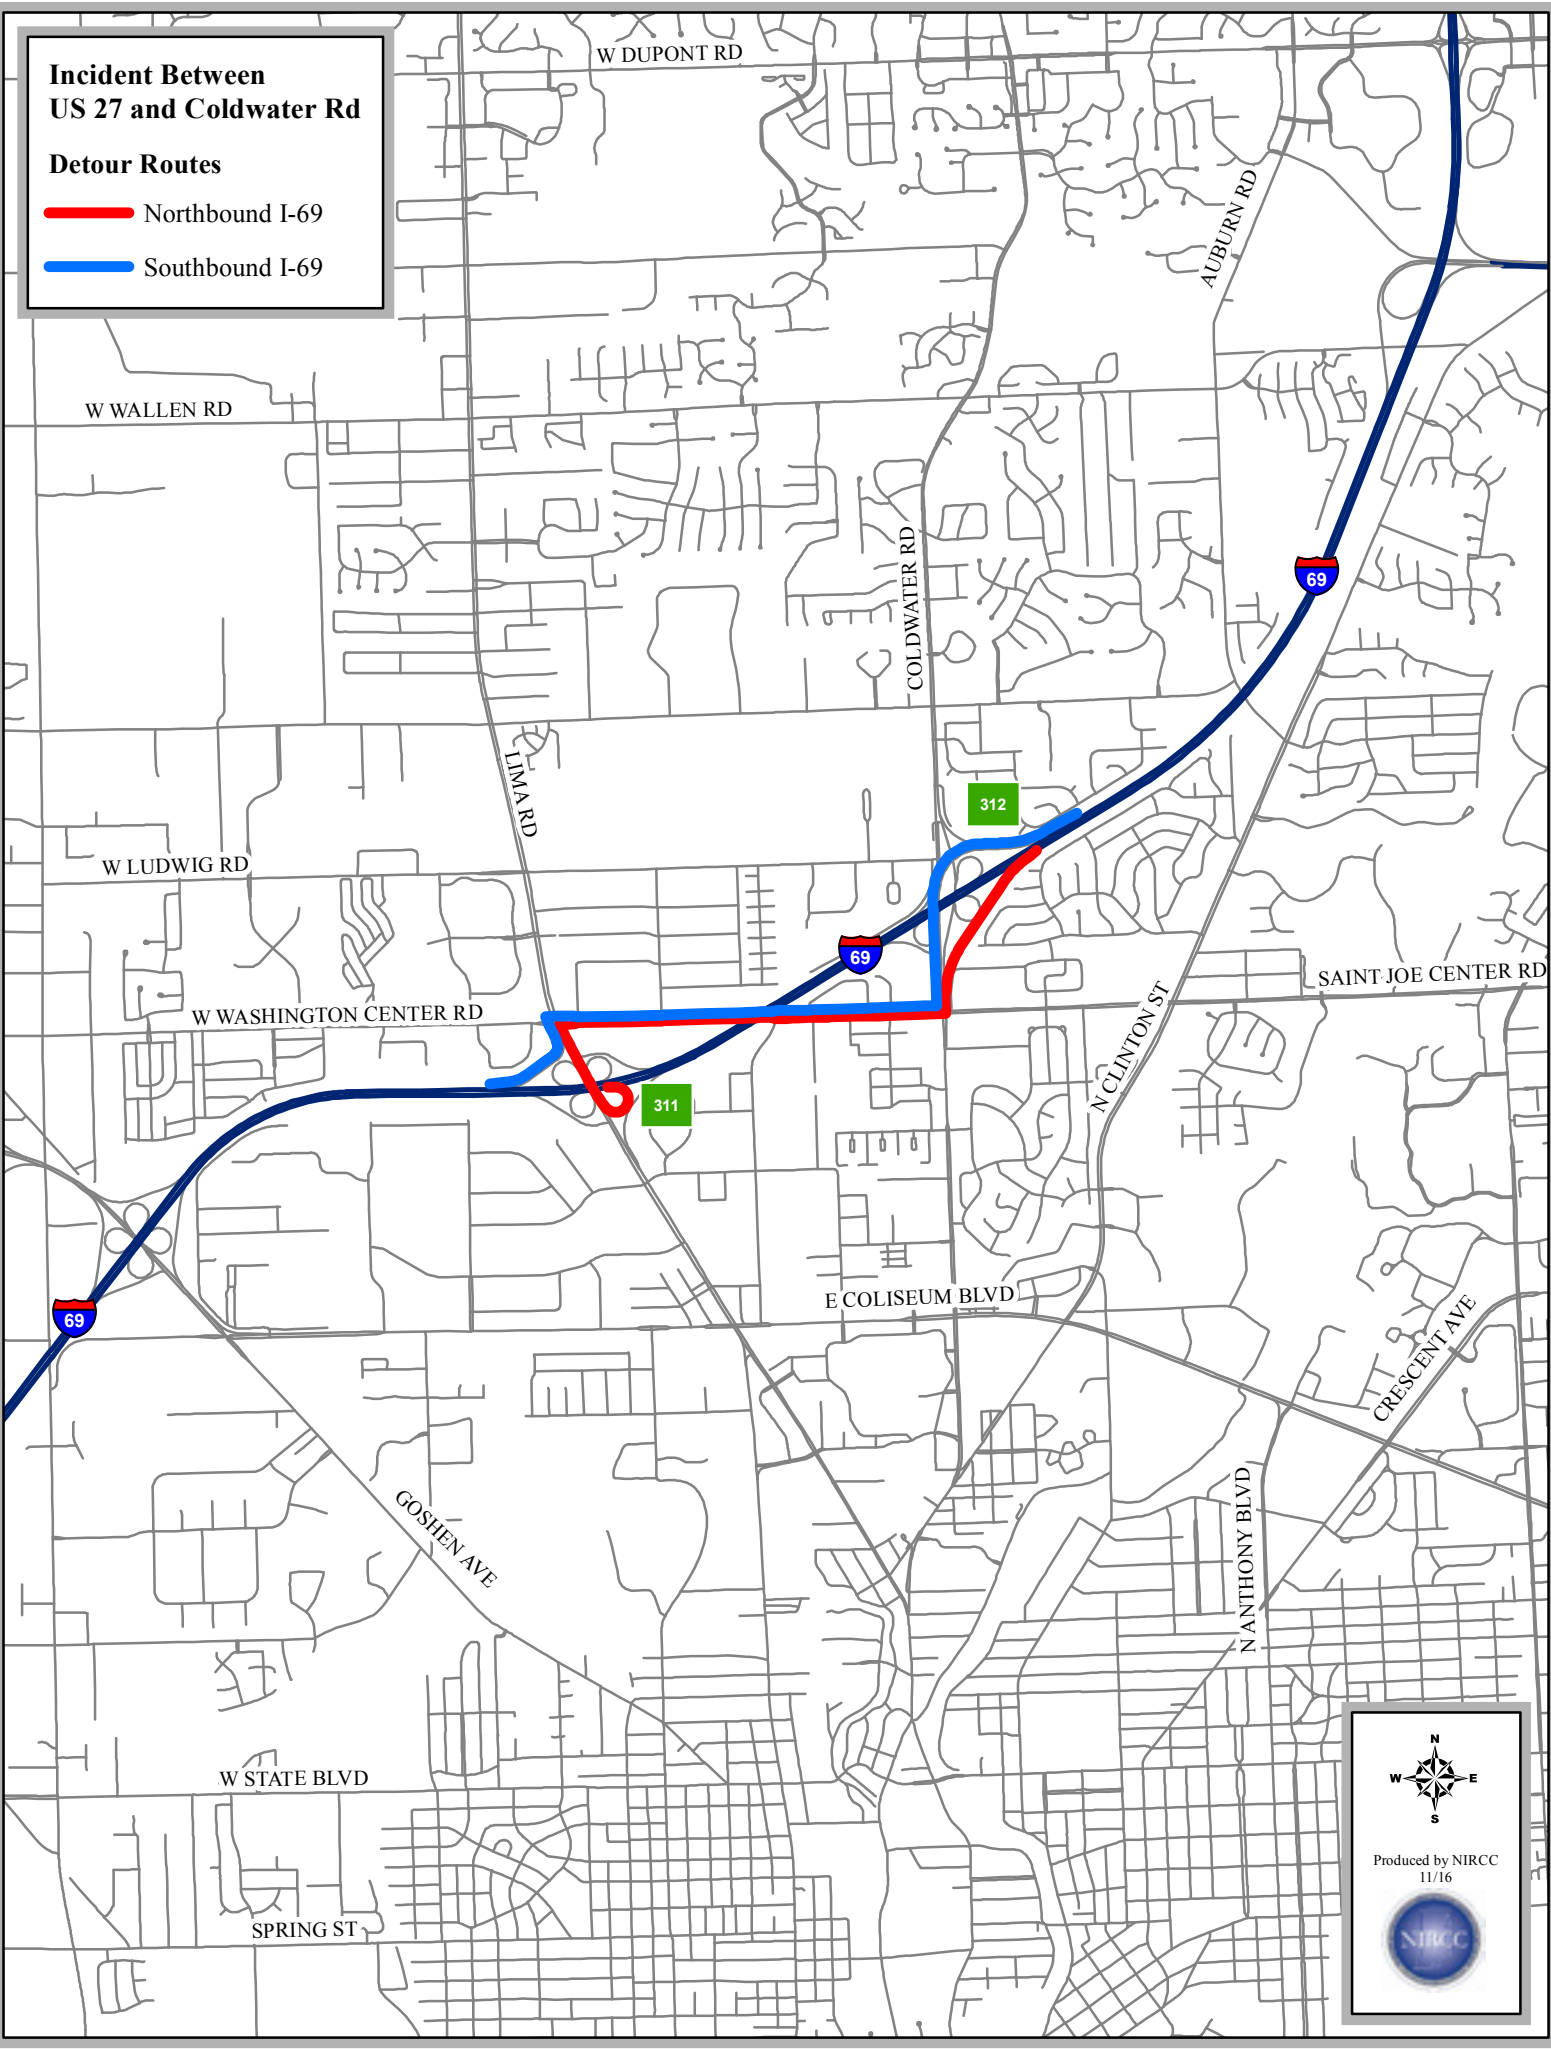 Incident Between
US 27 and Coldwater Rd
Detour Routes
Northbound I-69
Southbound I-69
W DUPONT RD
AUBURN RD
W WALLEN RD
COLDWATER RD
69
LIMA RD
312
W LUDWIG RD
69
SAINT JOE CENTER RD
W WASHINGTON CENTER RD
N CLINTON ST
311
E COLISEUM BLVD
69
CRESCENT AVE
GOSHEN AVE
N ANTHONY BLVD
W STATE BLVD
SPRING ST
N
W E
S
Produced by NIRCC
11/16
NIRCC